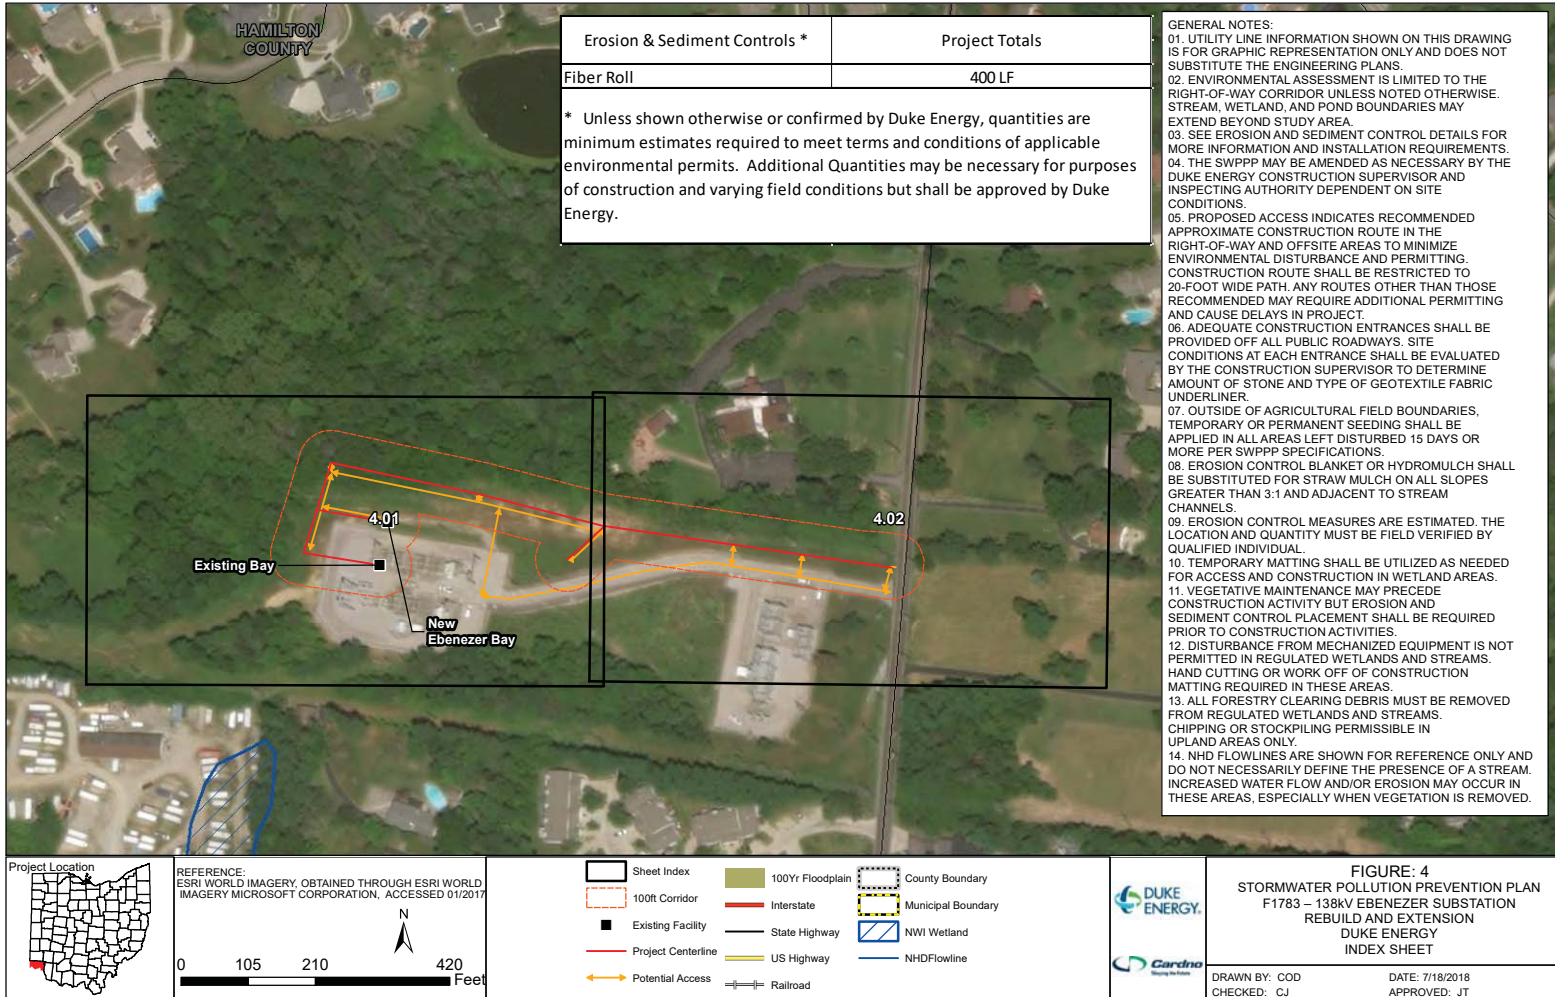 HAMILTON
COUNTY
Erosion & Sediment Controls *
Project Totals
Fiber Roll
400 LF
* Unless shown otherwise or confirmed by Duke Energy, quantities are
minimum estimates required to meet terms and conditions of applicable
environmental permits. Additional Quantities may be necessary for purposes
of construction and varying field conditions but shall be approved by Duke
Energy.
GENERAL NOTES:
01. UTILITY LINE INFORMATION SHOWN ON THIS DRAWING
IS FOR GRAPHIC REPRESENTATION ONLY AND DOES NOT
SUBSTITUTE THE ENGINEERING PLANS.
02. ENVIRONMENTAL ASSESSMENT IS LIMITED TO THE
RIGHT-OF-WAY CORRIDOR UNLESS NOTED OTHERWISE.
STREAM, WETLAND, AND POND BOUNDARIES MAY
EXTEND BEYOND STUDY AREA.
03. SEE EROSION AND SEDIMENT CONTROL DETAILS FOR
MORE INFORMATION AND INSTALLATION REQUIREMENTS.
04. THE SWPPP MAY BE AMENDED AS NECESSARY BY THE
DUKE ENERGY CONSTRUCTION SUPERVISOR AND
INSPECTING AUTHORITY DEPENDENT ON SITE
CONDITIONS.
05. PROPOSED ACCESS INDICATES RECOMMENDED
APPROXIMATE CONSTRUCTION ROUTE IN THE
RIGHT-OF-WAY AND OFFSITE AREAS TO MINIMIZE
ENVIRONMENTAL DISTURBANCE AND PERMITTING.
CONSTRUCTION ROUTE SHALL BE RESTRICTED TO
20-FOOT WIDE PATH. ANY ROUTES OTHER THAN THOSE
RECOMMENDED MAY REQUIRE ADDITIONAL PERMITTING
AND CAUSE DELAYS IN PROJECT.
06. ADEQUATE CONSTRUCTION ENTRANCES SHALL BE
PROVIDED OFF ALL PUBLIC ROADWAYS. SITE
CONDITIONS AT EACH ENTRANCE SHALL BE EVALUATED
BY THE CONSTRUCTION SUPERVISOR TO DETERMINE
AMOUNT OF STONE AND TYPE OF GEOTEXTILE FABRIC
UNDERLINER.
07. OUTSIDE OF AGRICULTURAL FIELD BOUNDARIES,
TEMPORARY OR PERMANENT SEEDING SHALL BE
APPLIED IN ALL AREAS LEFT DISTURBED 15 DAYS OR
MORE PER SWPPP SPECIFICATIONS.
08. EROSION CONTROL BLANKET OR HYDROMULCH SHALL
BE SUBSTITUTED FOR STRAW MULCH ON ALL SLOPES
GREATER THAN 3:1 AND ADJACENT TO STREAM
CHANNELS.
09. EROSION CONTROL MEASURES ARE ESTIMATED. THE
LOCATION AND QUANTITY MUST BE FIELD VERIFIED BY
QUALIFIED INDIVIDUAL.
10. TEMPORARY MATTING SHALL BE UTILIZED AS NEEDED
FOR ACCESS AND CONSTRUCTION IN WETLAND AREAS.
11. VEGETATIVE MAINTENANCE MAY PRECEDE
CONSTRUCTION ACTIVITY BUT EROSION AND
SEDIMENT CONTROL PLACEMENT SHALL BE REQUIRED
PRIOR TO CONSTRUCTION ACTIVITIES.
12. DISTURBANCE FROM MECHANIZED EQUIPMENT IS NOT
PERMITTED IN REGULATED WETLANDS AND STREAMS.
HAND CUTTING OR WORK OFF OF CONSTRUCTION
MATTING REQUIRED IN THESE AREAS.
13. ALL FORESTRY CLEARING DEBRIS MUST BE REMOVED
FROM REGULATED WETLANDS AND STREAMS.
CHIPPING OR STOCKPILING PERMISSIBLE IN
UPLAND AREAS ONLY.
14. NHD FLOWLINES ARE SHOWN FOR REFERENCE ONLY AND
DO NOT NECESSARILY DEFINE THE PRESENCE OF A STREAM.
INCREASED WATER FLOW AND/OR EROSION MAY OCCUR IN
THESE AREAS, ESPECIALLY WHEN VEGETATION IS REMOVED.
4.01
4.02
Existing Bay
New
Ebenezer Bay
Project Location
REFERENCE:
ESRI WORLD IMAGERY, OBTAINED THROUGH ESRI WORLD
IMAGERY MICROSOFT CORPORATION, ACCESSED 01/2017
N
0 105 210 420
Feet
Sheet Index
100ft Corridor
Existing Facility
Project Centerline
Potential Access
100Yr Floodplain
Interstate
State Highway
US Highway
Railroad
County Boundary
Municipal Boundary
NWI Wetland
NHDFlowline
DUKE
ENERGY.
Cardno
Shaping the Future
FIGURE: 4
STORMWATER POLLUTION PREVENTION PLAN
F1783 – 138kV EBENEZER SUBSTATION
REBUILD AND EXTENSION
DUKE ENERGY
INDEX SHEET
DRAWN BY: COD
DATE: 7/18/2018
CHECKED: CJ
APPROVED: JT